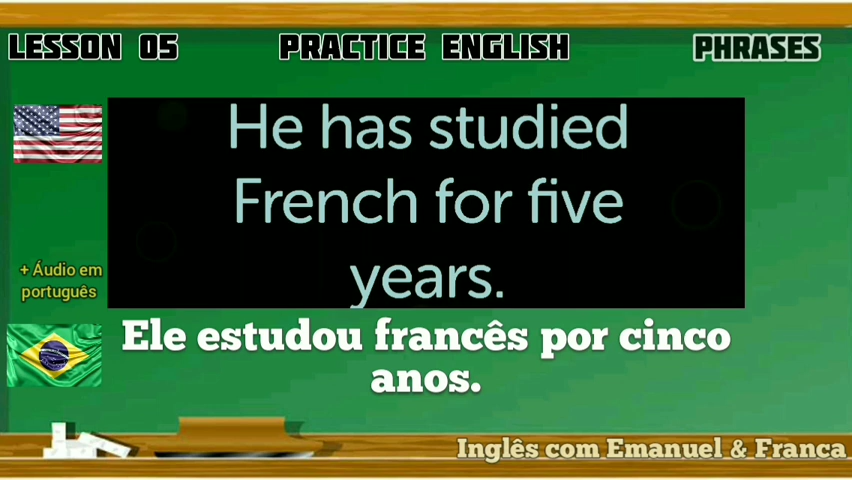 LESSON 05
PRACTICE ENGLISH
PHRASES
He has studied
French for five
years.
+ Áudio em
português
Ele estudou francês por cinco
anos.
Inglês com Emanuel & Franca